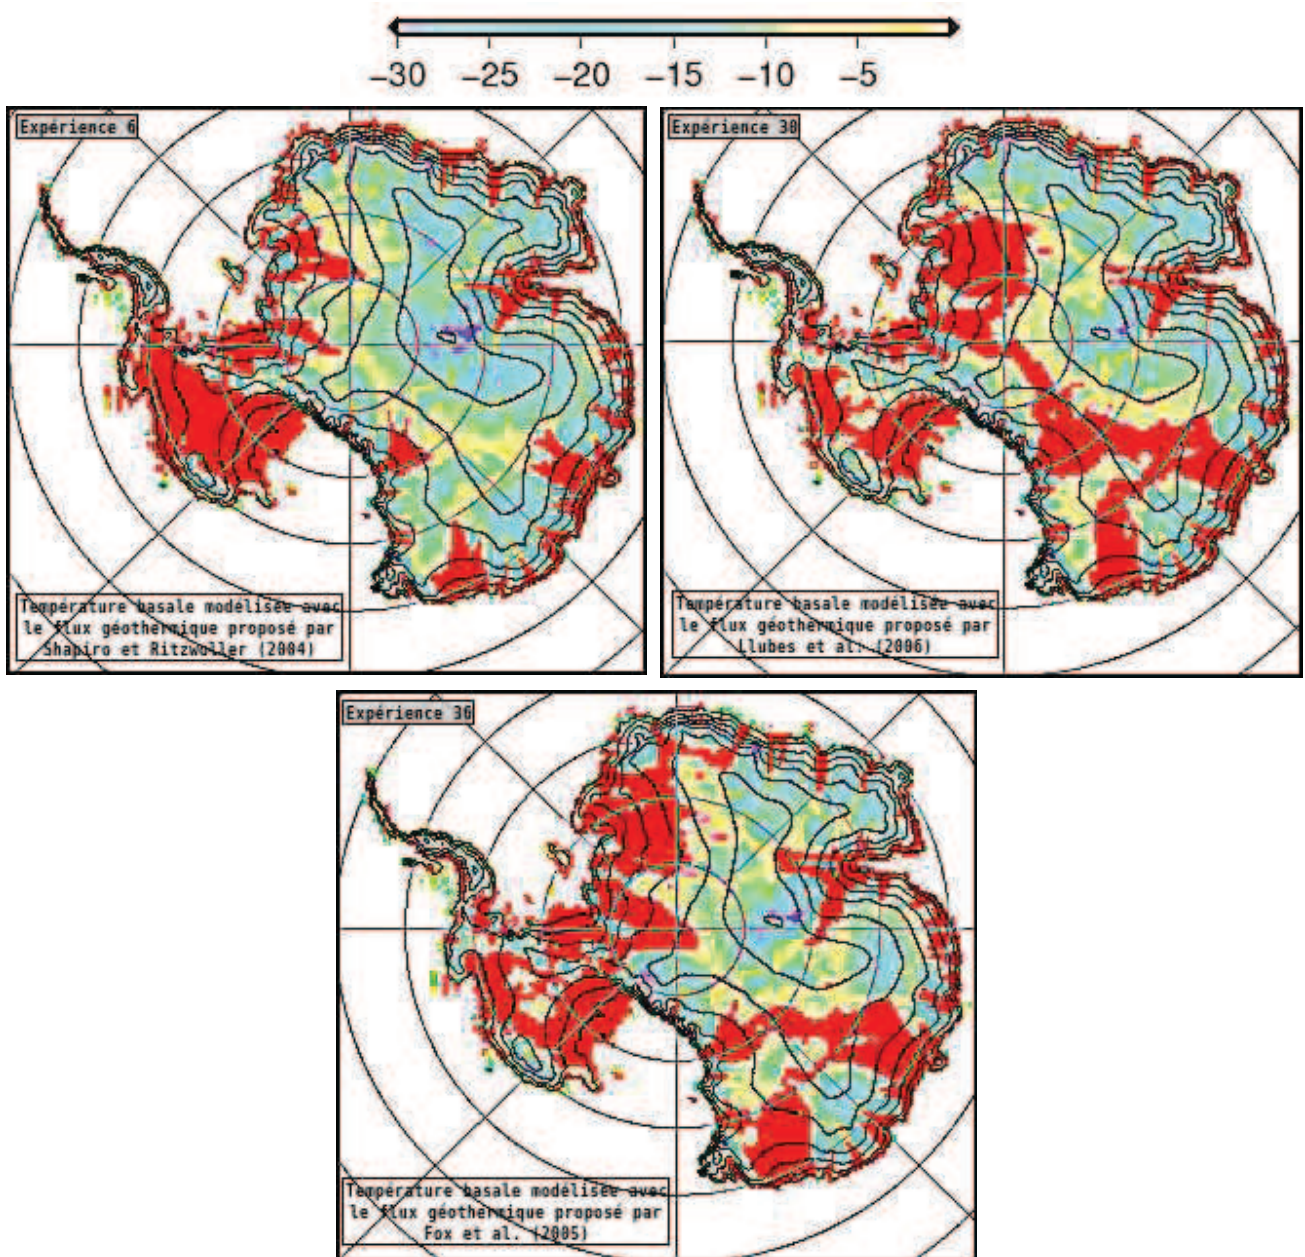 −30 −25 −20 −15 −10 −5
Expérience 6
Température basale modélisée avec
le flux géothermique proposé par
Shapiro et Ritzwoller (2004)
Expérience 30
Température basale modélisée avec
le flux géothermique proposé par
Llubes et al. (2006)
Expérience 36
Température basale modélisée avec
le flux géothermique proposé par
Fox et al. (2005)